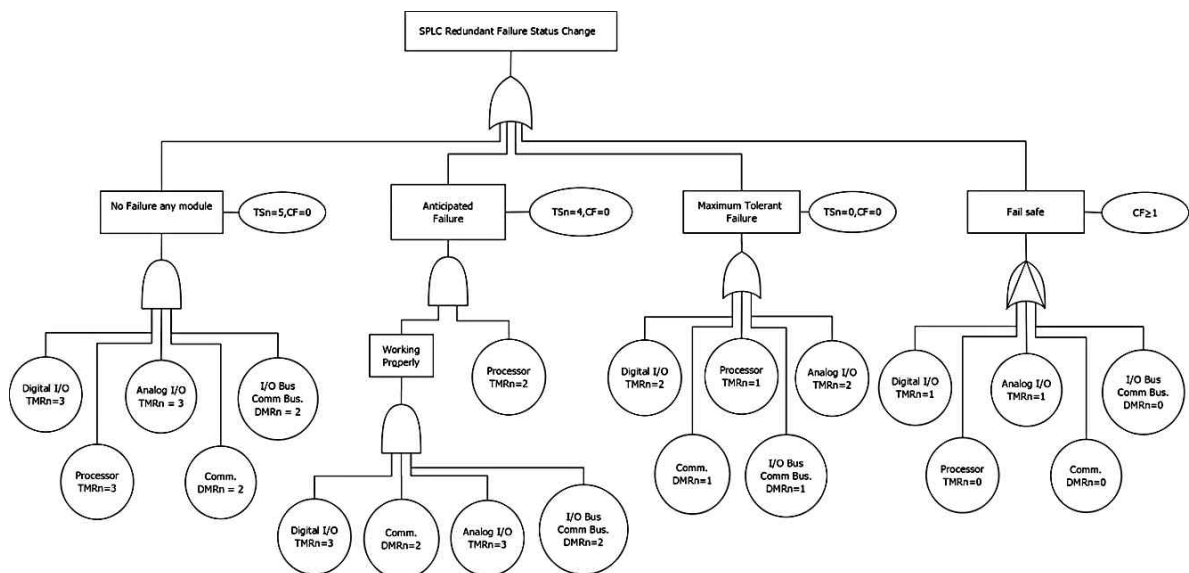 SPLC Redundant Failure Status Change
No Failure any module
TSn=5,CF=0
Anticipated
Failure
TSn=4,CF=0
Maximum Tolerant
Failure
TSn=0,CF=0
Fail safe
CF≥1
Digital I/O
TMRn=3
Processor
TMRn=3
Analog I/O
TMRn = 3
Comm.
DMRn = 2
I/O Bus
Comm Bus.
DMRn = 2
Working
Properly
Processor
TMRn=2
Digital I/O
TMRn=3
Comm.
DMRn=2
Analog I/O
TMRn=3
I/O Bus
Comm Bus.
DMRn=2
Digital I/O
TMRn=2
Comm.
DMRn=1
Processor
TMRn=1
I/O Bus
Comm Bus.
DMRn=1
Analog I/O
TMRn=2
Digital I/O
TMRn=1
Processor
TMRn=0
Analog I/O
TMRn=1
Comm.
DMRn=0
I/O Bus
Comm Bus.
DMRn=0